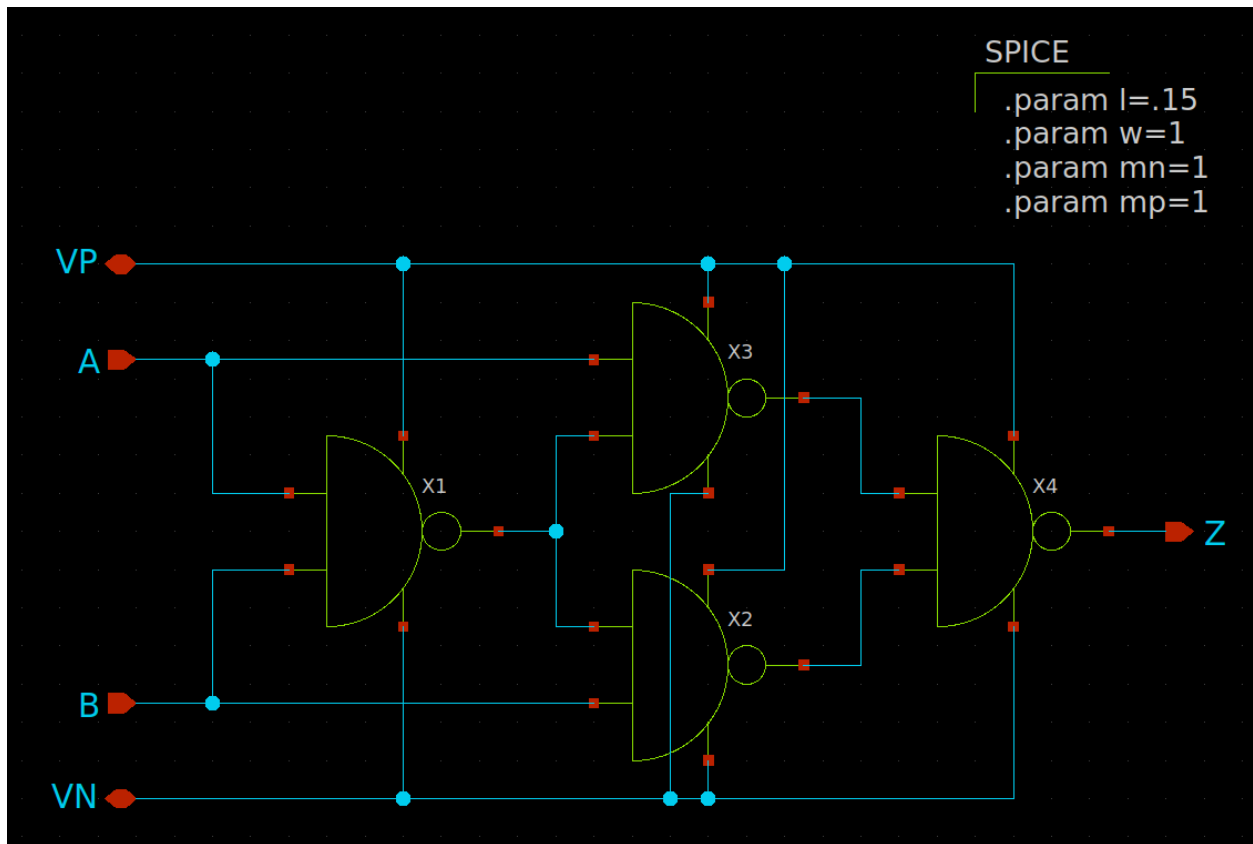 SPICE
.param l=.15
.param w=1
.param mn=1
.param mp=1
VP
A
X3
X1
X4
Z
X2
B
VN